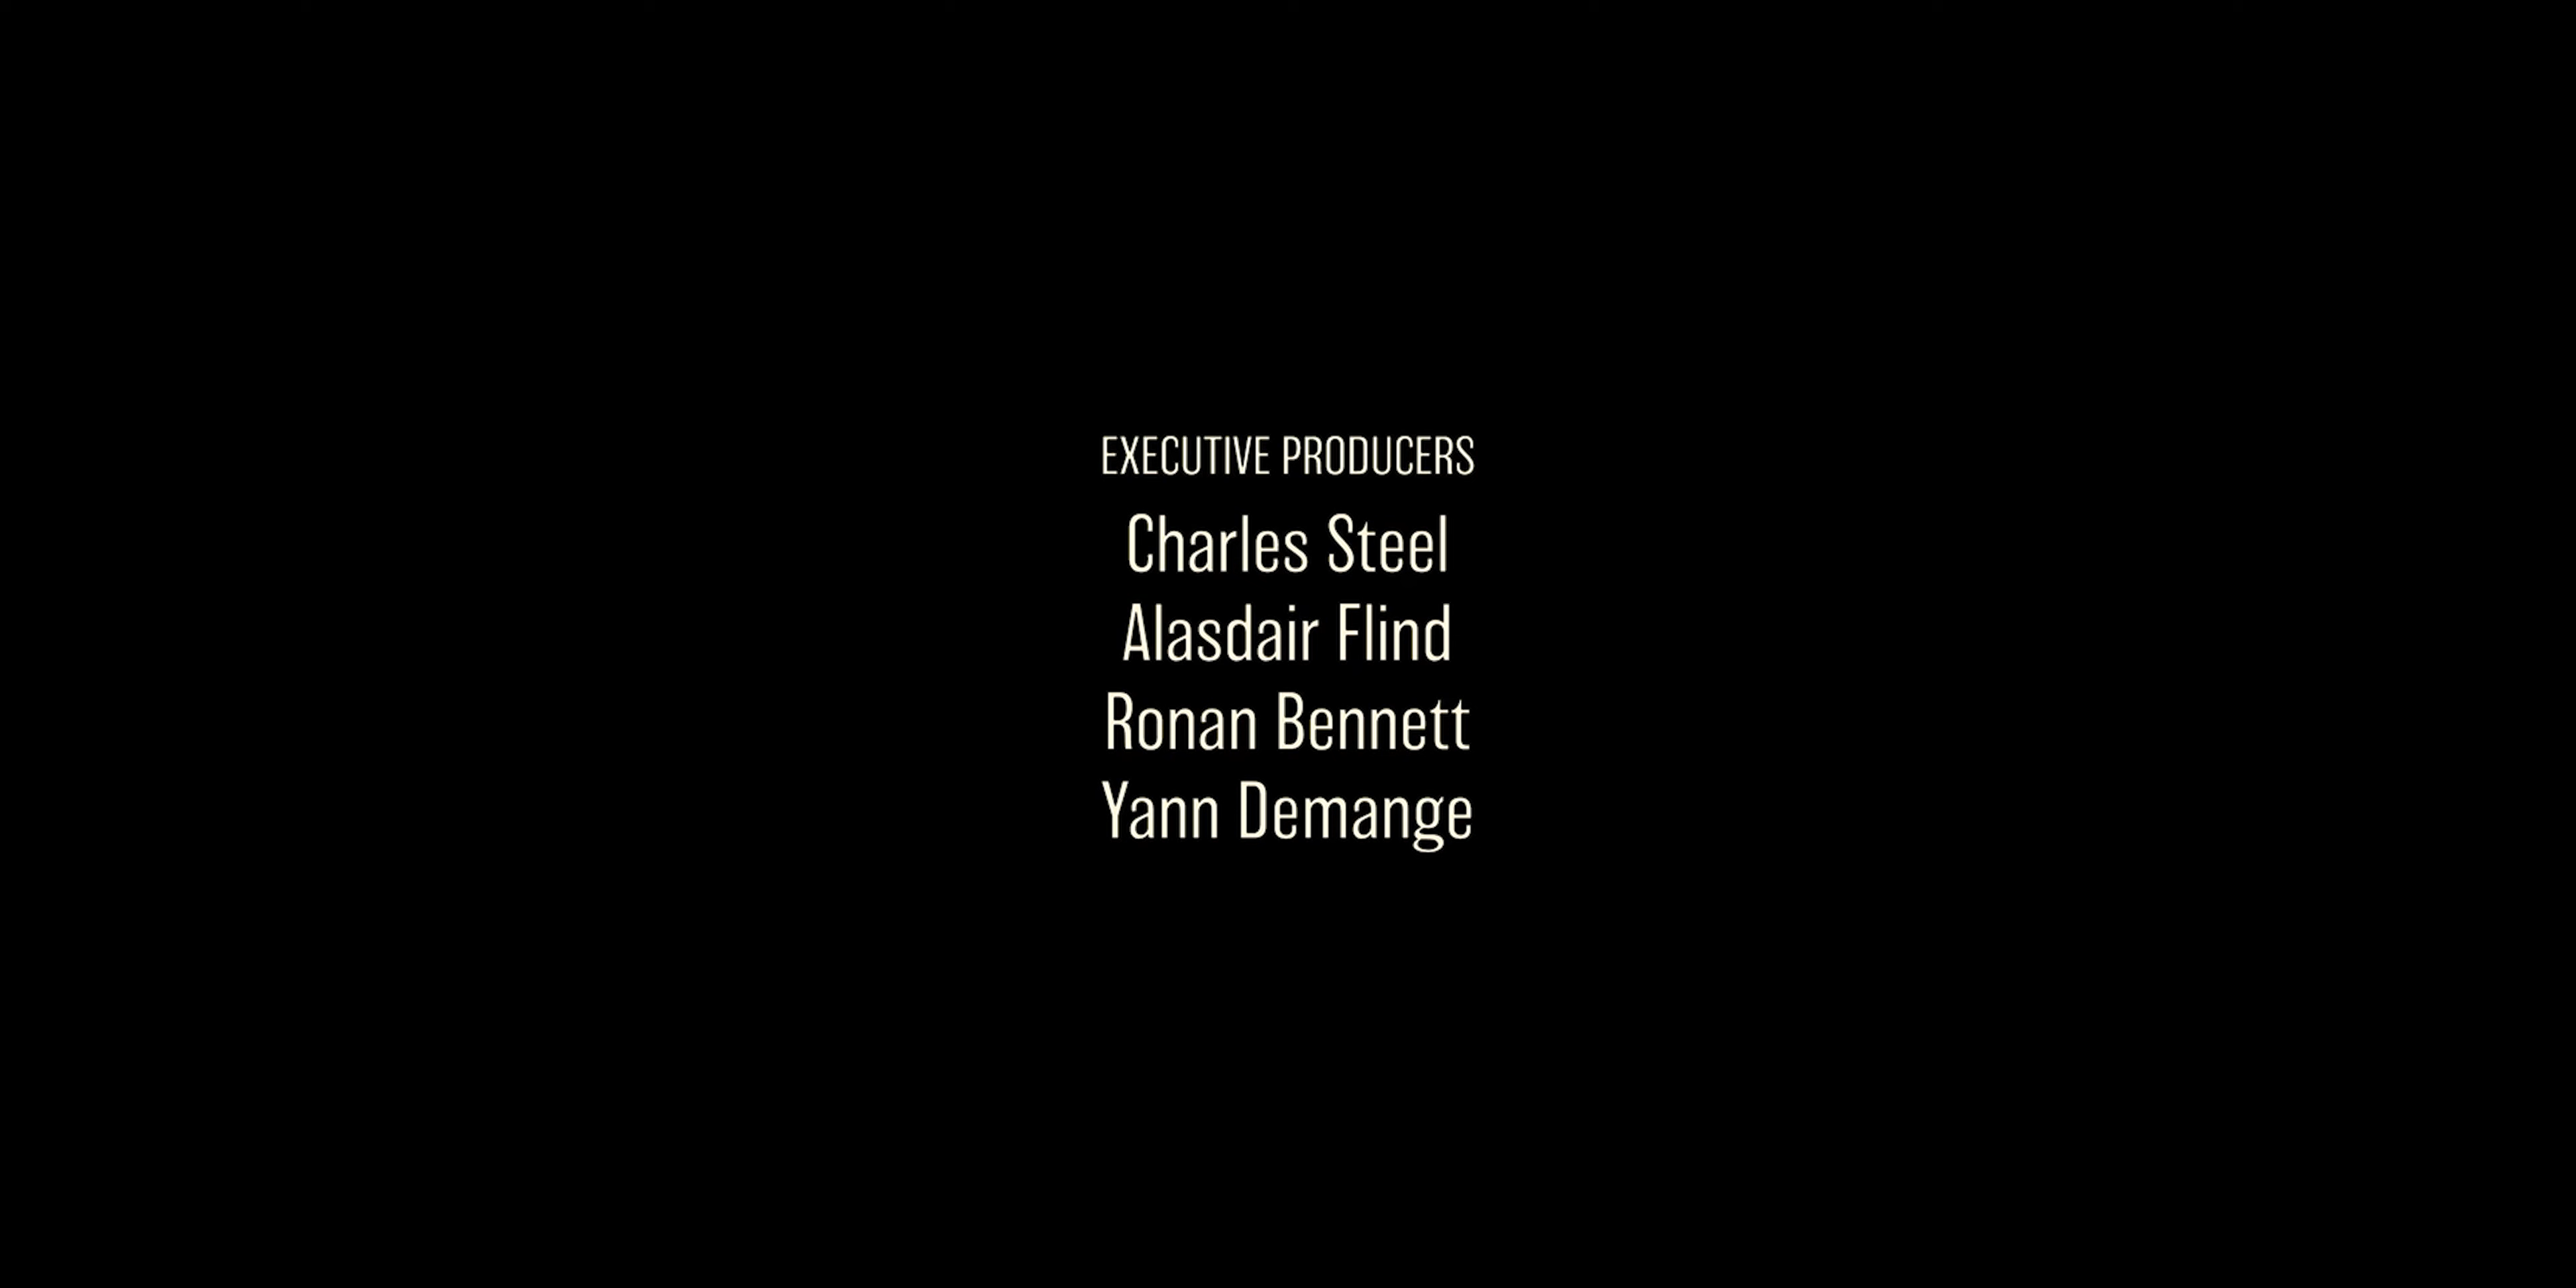 EXECUTIVE PRODUCERS
Charles Steel
Alasdair Flind
Ronan Bennett
Yann Demange